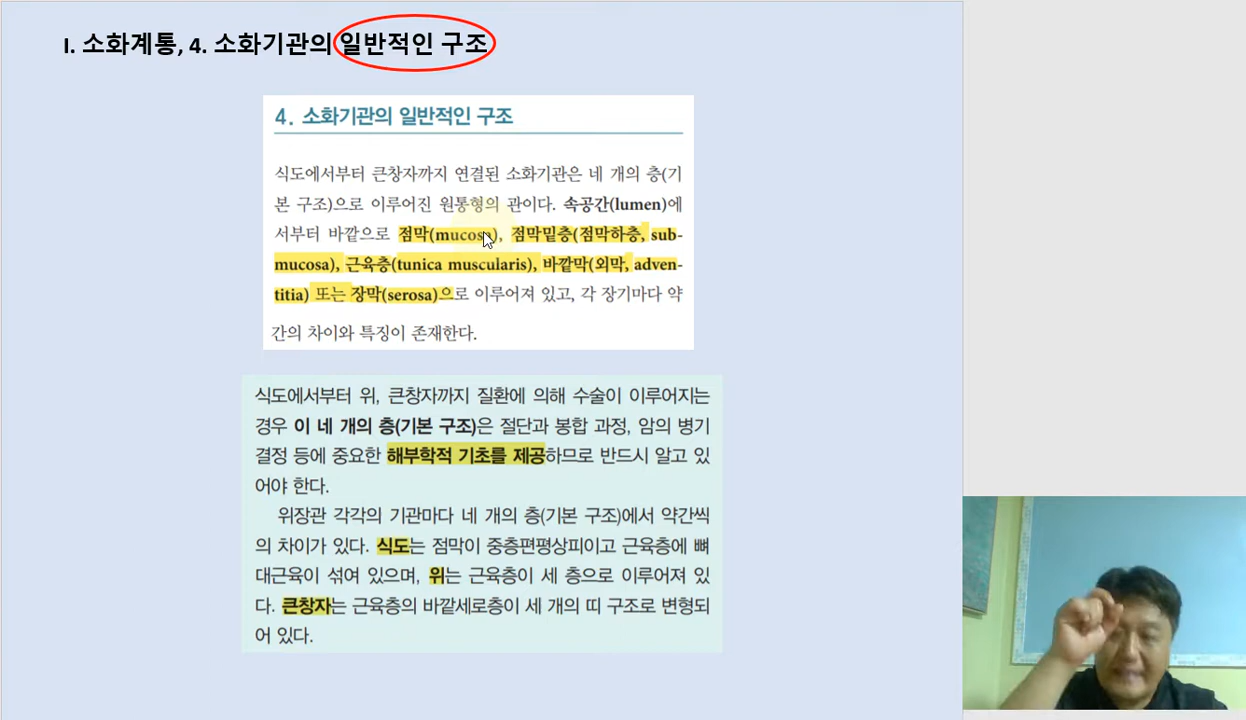 I. 소화계통, 4. 소화기관의 일반적인 구조
4. 소화기관의 일반적인 구조
식도에서부터 큰창자까지 연결된 소화기관은 네 개의 층(기
본 구조)으로 이루어진 원통형의 관이다. 속공간(lumen)에
서부터 바깥으로 점막(mucosa), 점막밑층(점막하층, sub-
mucosa), 근육층(tunica muscularis), 바깥막(외막, adven-
titia) 또는 장막(serosa)으로 이루어져 있고, 각 장기마다 약
간의 차이와 특징이 존재한다.
식도에서부터 위, 큰창자까지 질환에 의해 수술이 이루어지는
경우 이 네 개의 층(기본 구조)은 절단과 봉합 과정, 암의 병기
결정 등에 중요한 해부학적 기초를 제공하므로 반드시 알고 있
어야 한다.
위장관 각각의 기관마다 네 개의 층(기본 구조)에서 약간씩
의 차이가 있다. 식도는 점막이 중층편평상피이고 근육층에 뼈
대근육이 섞여 있으며, 위는 근육층이 세 층으로 이루어져 있
다. 큰창자는 근육층의 바깥세로층이 세 개의 띠 구조로 변형되
어 있다.